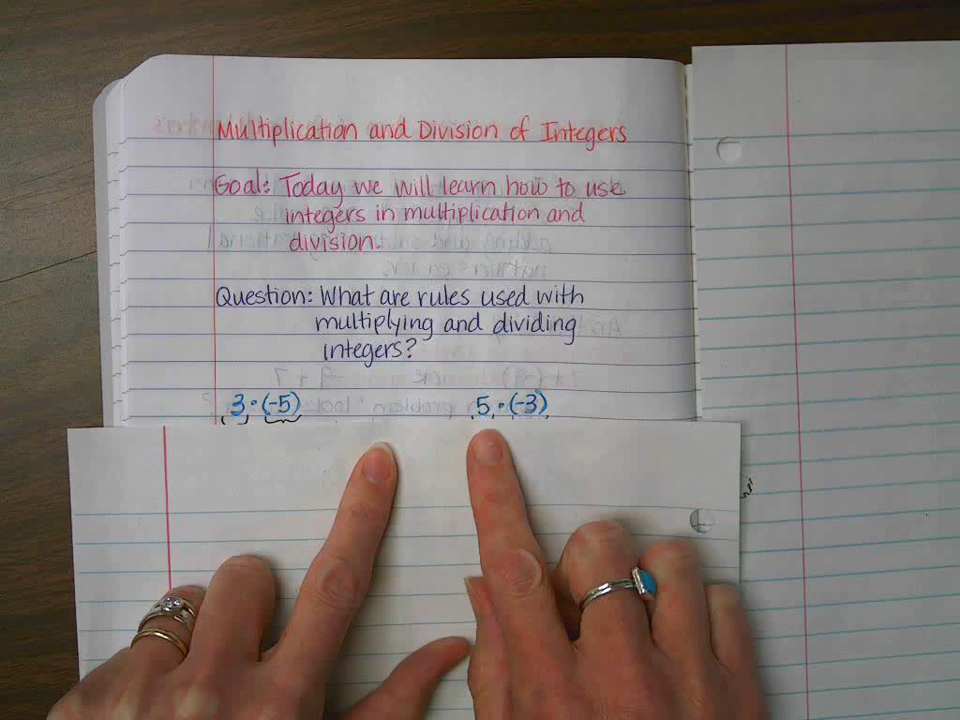 Multiplication and Division of Integers
Goal: Today we will learn how to use
integers in multiplication and
division.
Question: What are rules used with
multiplying and dividing
integers?
3 · (-5) 5 · (-3)